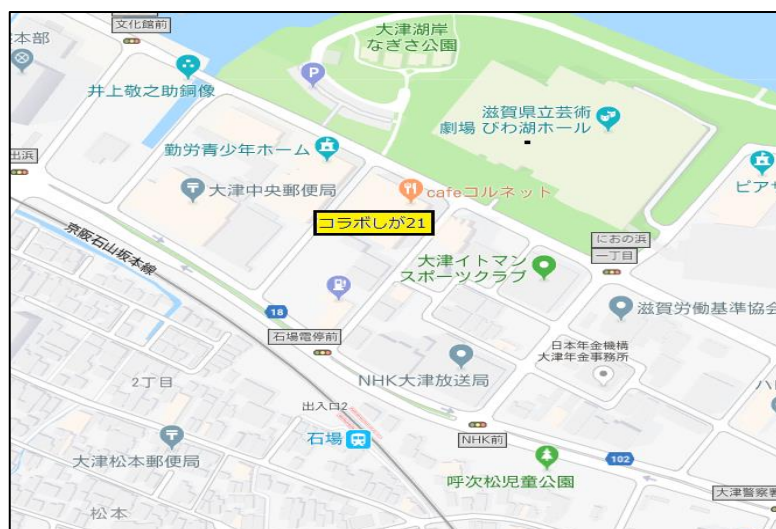 文化館前
本部
大津湖岸
なぎさ公園
P
井上敬之助銅像
滋賀県立芸術
劇場 びわ湖ホール
勤労青少年ホーム
出浜
大津中央郵便局
cafeコルネット
ピアザ
コラボしが21
京阪石山坂本線
におの浜
一丁目
大津イトマン
スポーツクラブ
18
滋賀労働基準協会
石場電停前
日本年金機構
大津年金事務所
NHK大津放送局
2丁目
出入口2
石場
NHK前
102
大津松本郵便局
呼次松児童公園
大津警察署
松本